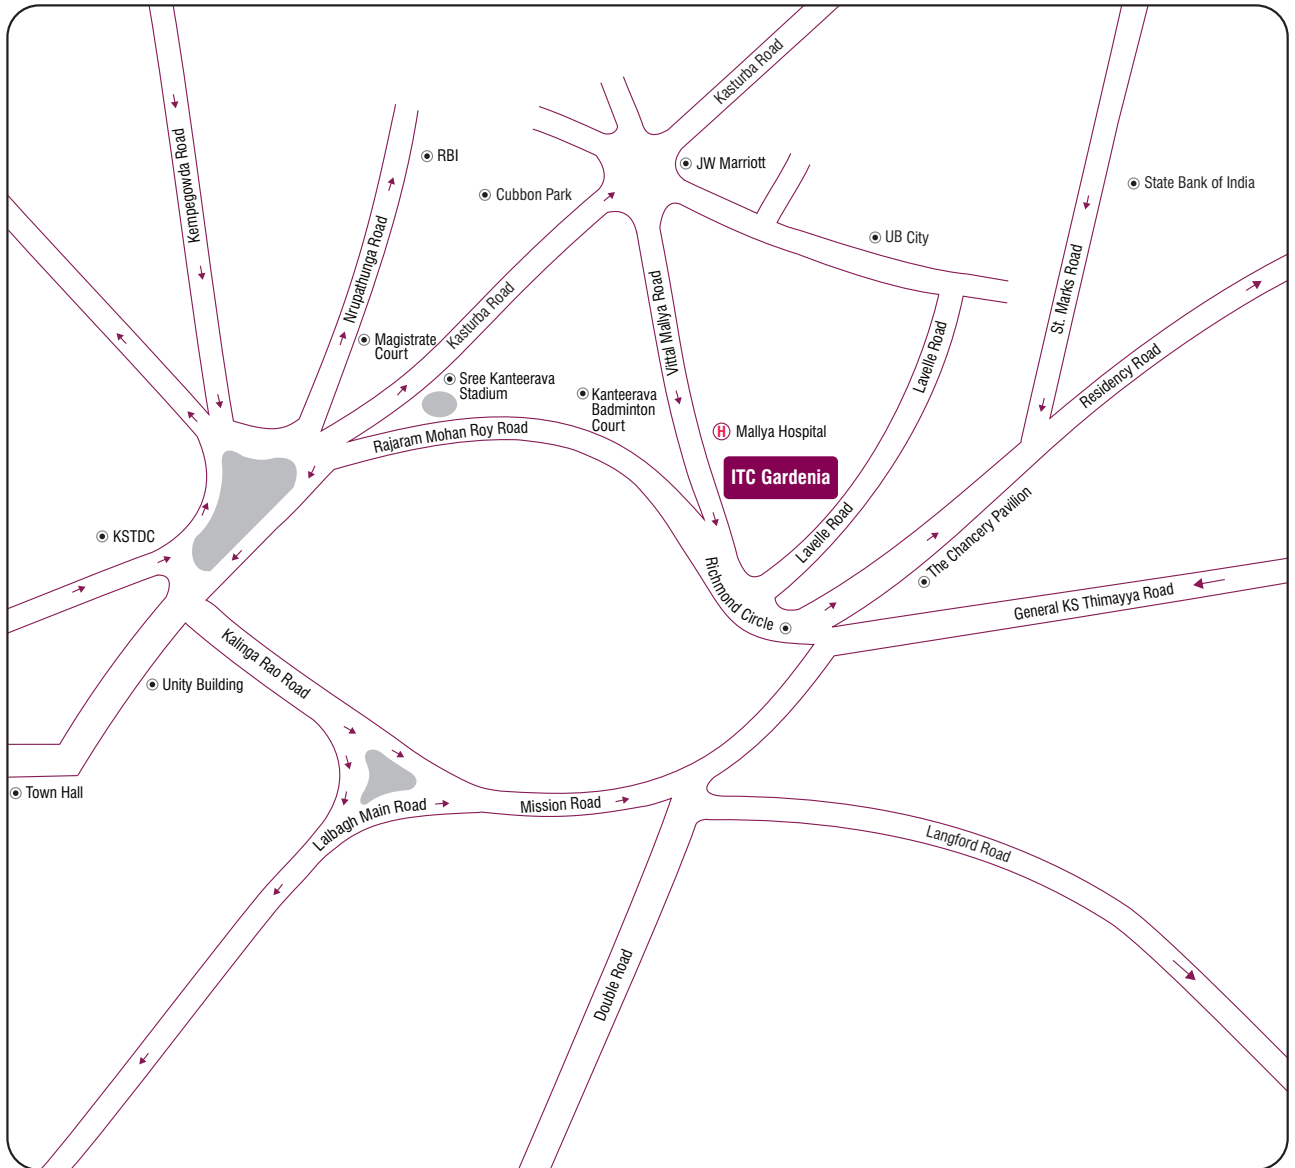 Kasturba Road
Kempegowda Road
RBI
JW Marriott
Cubbon Park
State Bank of India
UB City
Nrupathunga Road
Kasturba Road
Vittal Mallya Road
St. Marks Road
Magistrate
Court
Lavelle Road
Residency Road
Sree Kanteerava
Stadium
Kanteerava
Badminton
Court
Rajaram Mohan Roy Road
H
Mallya Hospital
ITC Gardenia
KSTDC
Lavelle Road
The Chancery Pavilion
Richmond Circle
General KS Thimayya Road
Kalinga Rao Road
Unity Building
Town Hall
Lalbagh Main Road
Mission Road
Langford Road
Double Road